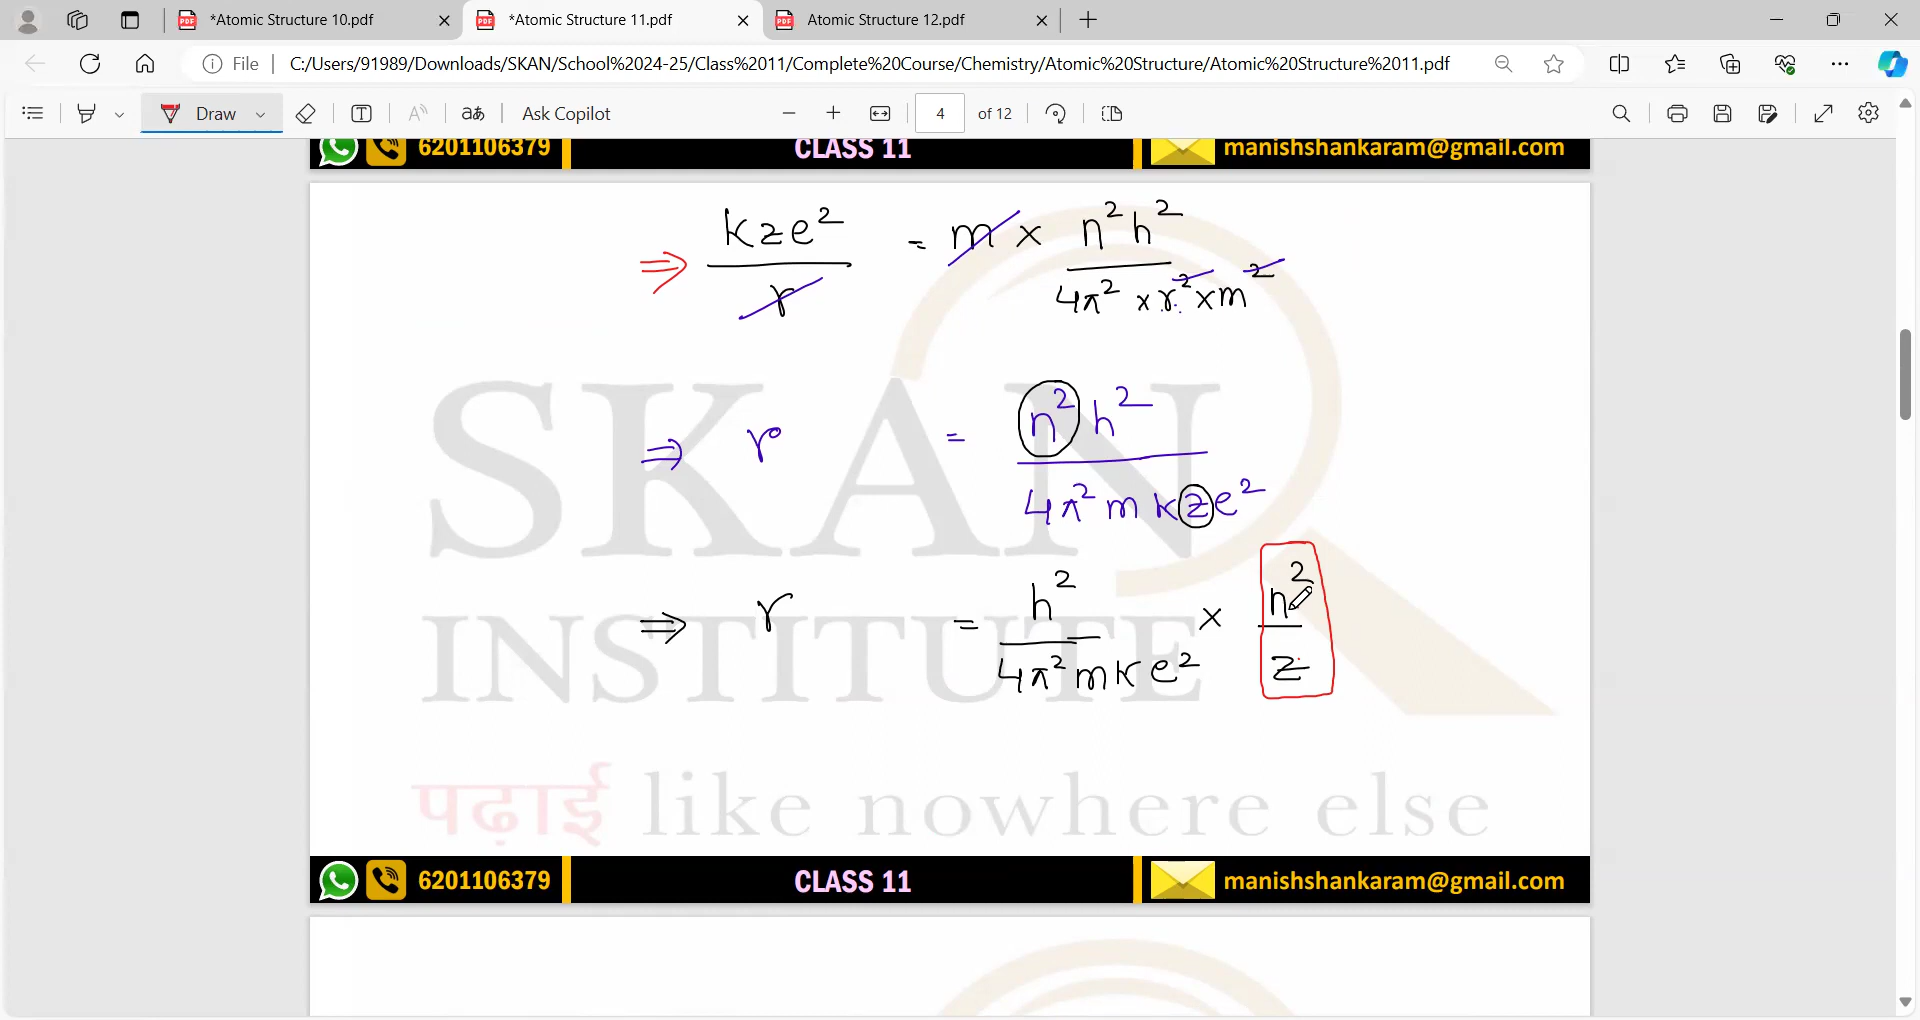 *Atomic Structure 10.pdf
*Atomic Structure 11.pdf
Atomic Structure 12.pdf
File
C:/Users/91989/Downloads/SKAN/School%2024-25/Class%2011/Complete%20Course/Chemistry/Atomic%20Structure/Atomic%20Structure%2011.pdf
Draw
aあ
Ask Copilot
4 of 12
6201106379 CLASS 11 manishshankaram@gmail.com
⇒ kze²/r = m × n²h²/4π² × r² × m²
⇒ r = n²h²/4π²mkze²
⇒ r = h²/4π²mke² × n²/z
SKAN
INSTITUTE
पढ़ाई like nowhere else
6201106379 CLASS 11 manishshankaram@gmail.com